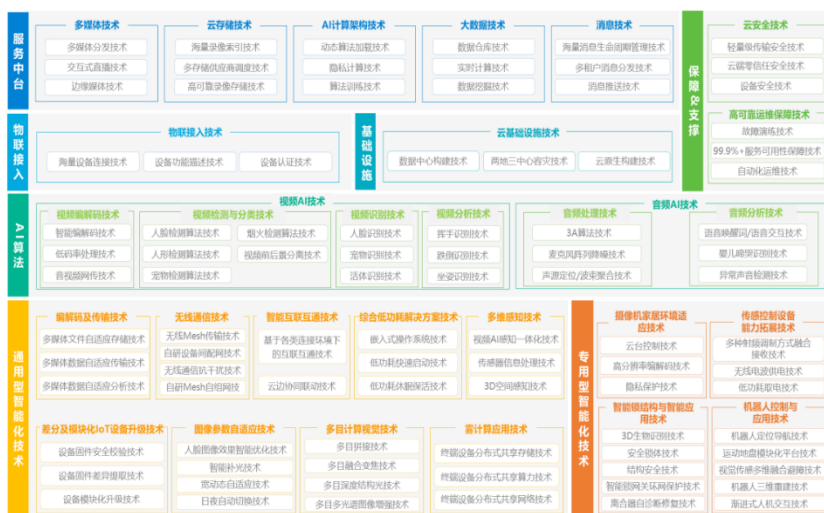 服务中台
多媒体技术
多媒体分发技术
交互式直播技术
边缘媒体技术
云存储技术
海量录像索引技术
多存储供应商调度技术
高可靠录像存储技术
AI计算架构技术
动态算法加载技术
隐私计算技术
算法训练技术
大数据技术
数据仓库技术
实时计算技术
数据挖掘技术
消息技术
海量消息生命周期管理技术
多租户消息分发技术
消息推送技术
保障&支撑
云安全技术
轻量级传输安全技术
云端零信任安全技术
设备安全技术
高可靠运维保障技术
故障演练技术
99.9%+服务可用性保障技术
自动化运维技术
物联接入
物联接入技术
海量设备连接技术
设备功能描述技术
设备认证技术
基础设施
云基础设施技术
数据中心构建技术
两地三中心容灾技术
云原生构建技术
AI算法
视频AI技术
视频编解码技术
智能编解码技术
低码率处理技术
音视频网传技术
视频检测与分类技术
人脸检测算法技术
烟火检测算法技术
人形检测算法技术
视频前后景分离技术
宠物检测算法技术
视频识别技术
人脸识别技术
宠物识别技术
活体识别技术
视频分析技术
挥手识别技术
跌倒识别技术
坐姿识别技术
音频AI技术
音频处理技术
3A算法技术
麦克风阵列降噪技术
声源定位/波束聚合技术
音频分析技术
语音唤醒词/语音交互技术
婴儿啼哭识别技术
异常声音检测技术
通用型智能化技术
编解码及传输技术
多媒体文件自适应存储技术
多媒体数据自适应传输技术
多媒体数据自适应分析技术
无线通信技术
无线Mesh传输技术
自研设备间配网技术
无线通信抗干扰技术
自研Mesh自组网技
智能互联互通技术
基于各类连接环境下
的互联互通技术
云边协同联动技术
综合低功耗解决方案技术
嵌入式操作系统技术
低功耗快速启动技术
低功耗休眠保活技术
多维感知技术
视频AI感知一体化技术
传感器信息处理技术
3D空间感知技术
差分及模块化IoT设备升级技术
设备固件安全校验技术
设备固件差异提取技术
设备模块化升级技术
图像参数自适应技术
人脸图像效果智能优化技术
智能补光技术
宽动态自适应技术
日夜自动切换技术
多目计算视觉技术
多目拼接技术
多目融合变焦技术
多目深度结构光技术
多目多光谱图像增强技术
雾计算应用技术
终端设备分布式共享存储技术
终端设备分布式共享算力技术
终端设备分布式共享网络技术
专用型智能化技术
摄像机家居环境适
应技术
云台控制技术
高分辨率编解码技术
隐私保护技术
传感控制设备
能力拓展技术
多种射频调制方式融合
接收技术
无线电波供电技术
低功耗取电技术
智能锁结构与智能应
用技术
3D生物识别技术
安全锁体技术
结构安全技术
智能锁网关环网保护技术
离合器自诊断修复技术
机器人控制与
应用技术
机器人定位导航技术
运动地盘模块化平台技术
视觉传感多维融合避障技术
机器人三维重建技术
渐进式人机交互技术